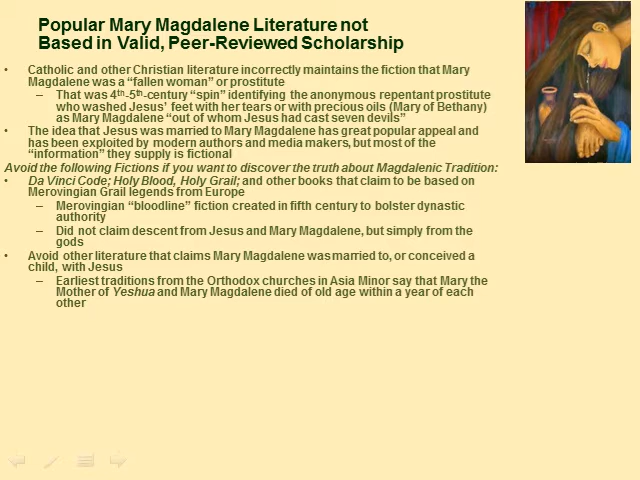 Popular Mary Magdalene Literature not
Based in Valid, Peer-Reviewed Scholarship
• Catholic and other Christian literature incorrectly maintains the fiction that Mary
Magdalene was a “fallen woman” or prostitute
– That was 4th-5th-century “spin” identifying the anonymous repentant prostitute
who washed Jesus’ feet with her tears or with precious oils (Mary of Bethany)
as Mary Magdalene “out of whom Jesus had cast seven devils”
• The idea that Jesus was married to Mary Magdalene has great popular appeal and
has been exploited by modern authors and media makers, but most of the
“information” they supply is fictional
Avoid the following Fictions if you want to discover the truth about Magdalenic Tradition:
• Da Vinci Code; Holy Blood, Holy Grail; and other books that claim to be based on
Merovingian Grail legends from Europe
– Merovingian “bloodline” fiction created in fifth century to bolster dynastic
authority
– Did not claim descent from Jesus and Mary Magdalene, but simply from the
gods
• Avoid other literature that claims Mary Magdalene was married to, or conceived a
child, with Jesus
– Earliest traditions from the Orthodox churches in Asia Minor say that Mary the
Mother of Yeshua and Mary Magdalene died of old age within a year of each
other